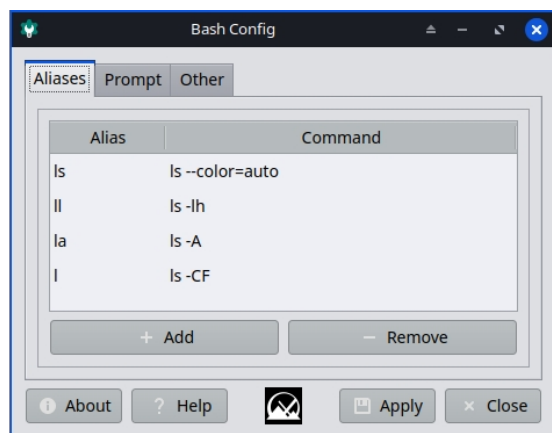 Bash Config
Aliases Prompt Other
Alias Command
ls ls --color=auto
ll ls -lh
la ls -A
l ls -CF
Add Remove
About ? Help Apply Close